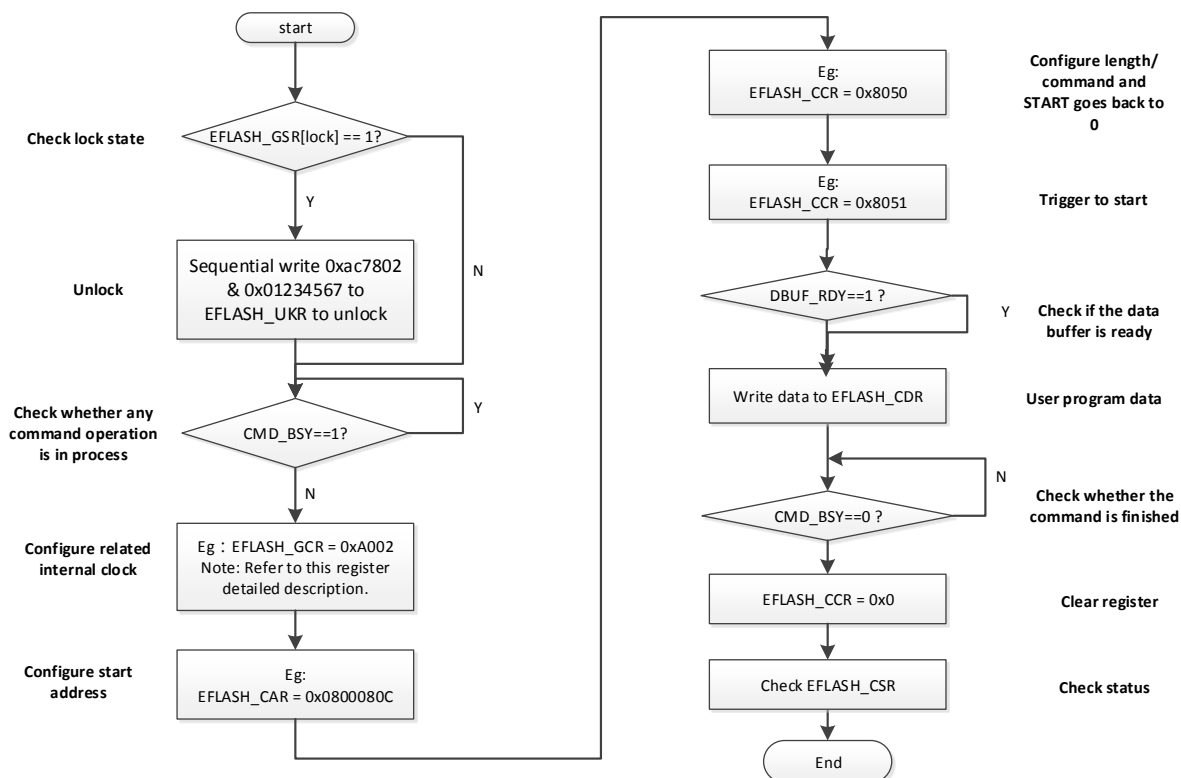 start
Check lock state
EFLASH_GSR[lock] == 1?
Y
N
Unlock
Sequential write 0xac7802
& 0x01234567 to
EFLASH_UKR to unlock
Check whether any
command operation
is in process
CMD_BSY==1?
Y
N
Configure related
internal clock
Eg：EFLASH_GCR = 0xA002
Note: Refer to this register
detailed description.
Configure start
address
Eg:
EFLASH_CAR = 0x0800080C
Eg:
EFLASH_CCR = 0x8050
Configure length/
command and
START goes back to
0
Eg:
EFLASH_CCR = 0x8051
Trigger to start
DBUF_RDY==1 ?
Y
Check if the data
buffer is ready
Write data to EFLASH_CDR
User program data
N
CMD_BSY==0 ?
Check whether the
command is finished
EFLASH_CCR = 0x0
Clear register
Check EFLASH_CSR
Check status
End